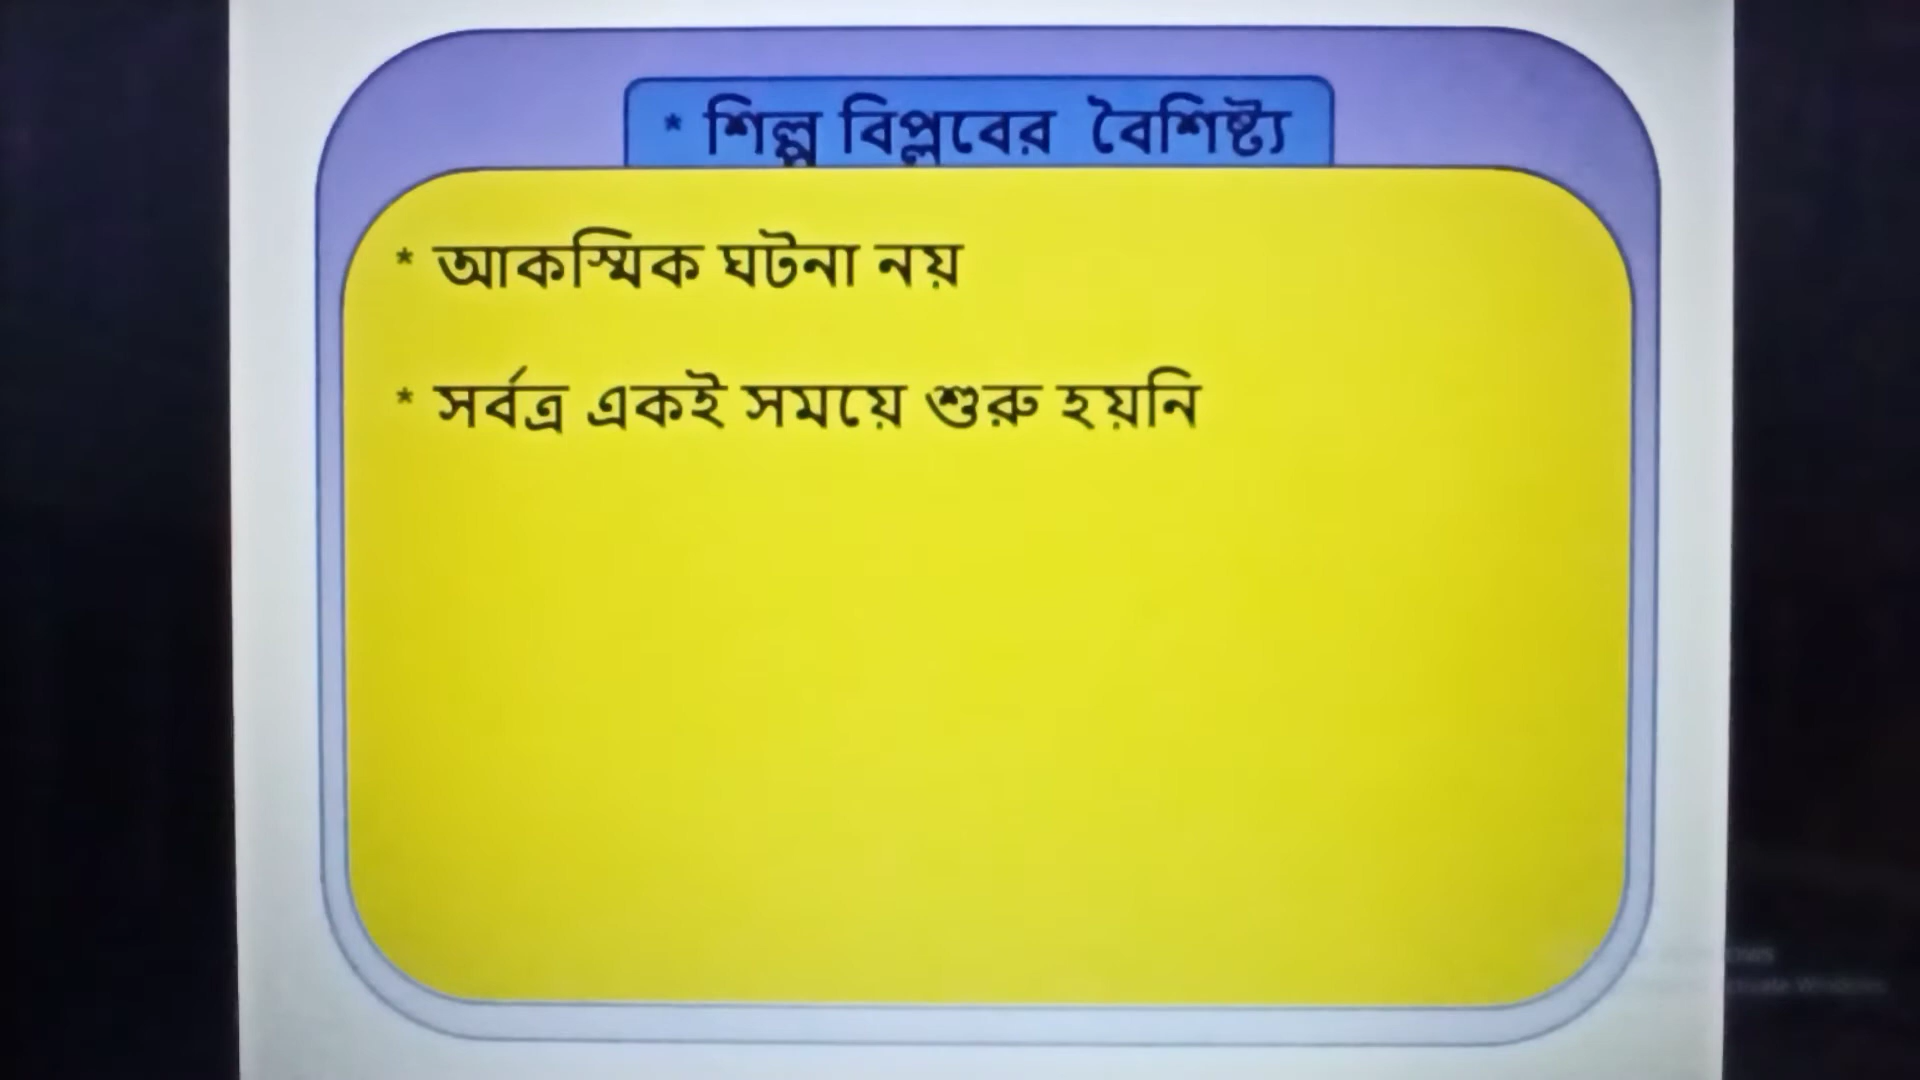 * শিল্প বিপ্লবের বৈশিষ্ট্য
* আকস্মিক ঘটনা নয়
* সর্বত্র একই সময়ে শুরু হয়নি